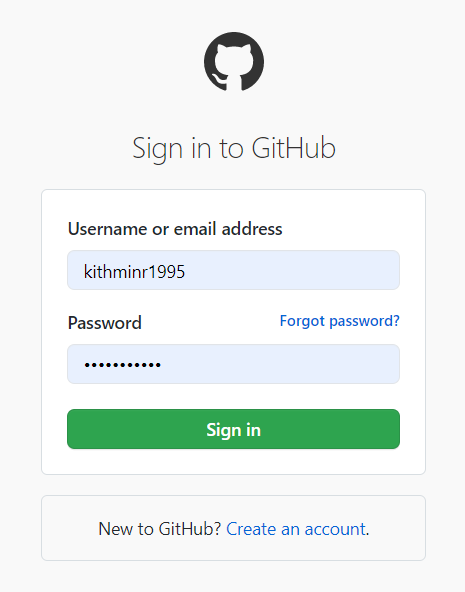 Sign in to GitHub
Username or email address
kithminr1995
Password Forgot password?
•••••••••••
Sign in
New to GitHub? Create an account.